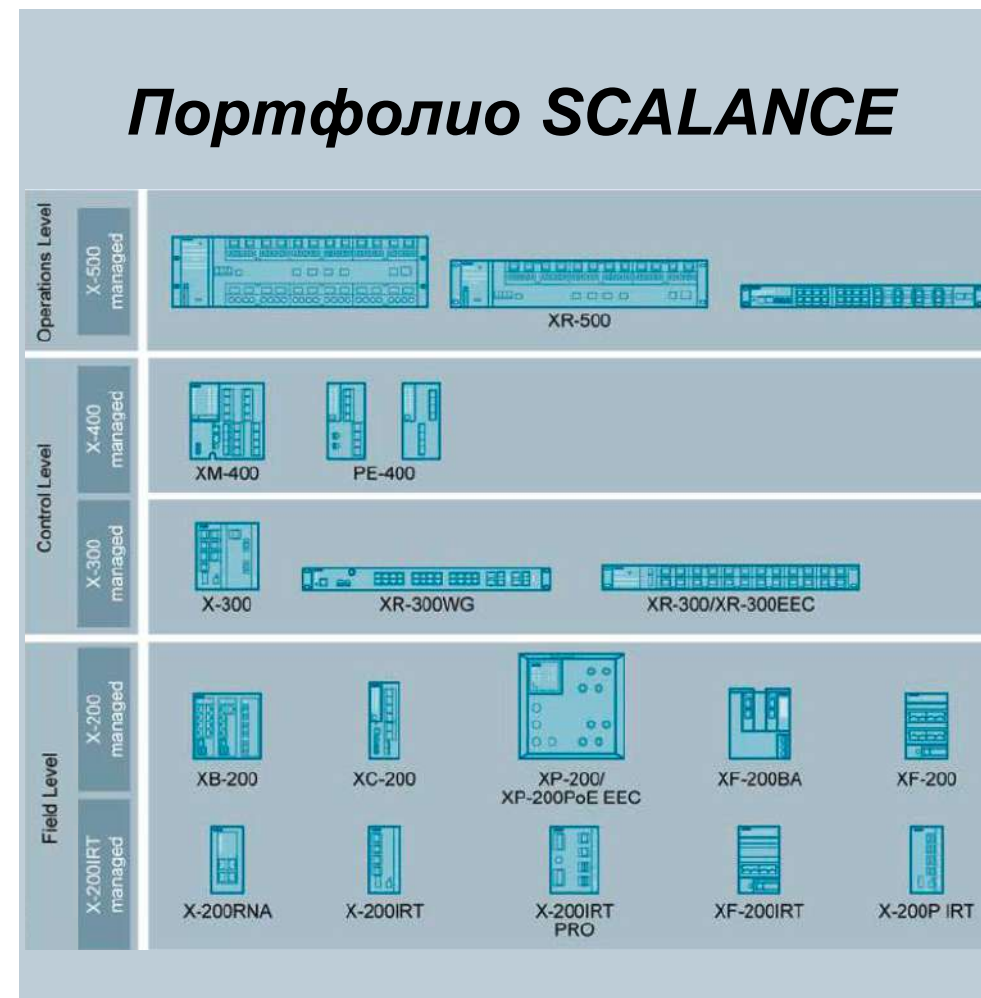 Портфолио SCALANCE
Operations Level
X-500
managed
XR-500
Control Level
X-400
managed
XM-400
PE-400
X-300
managed
X-300
XR-300WG
XR-300/XR-300EEC
Field Level
X-200
managed
XB-200
XC-200
XP-200/
XP-200PoE EEC
XF-200BA
XF-200
X-200IRT
managed
X-200RNA
X-200IRT
X-200IRT
PRO
XF-200IRT
X-200P IRT